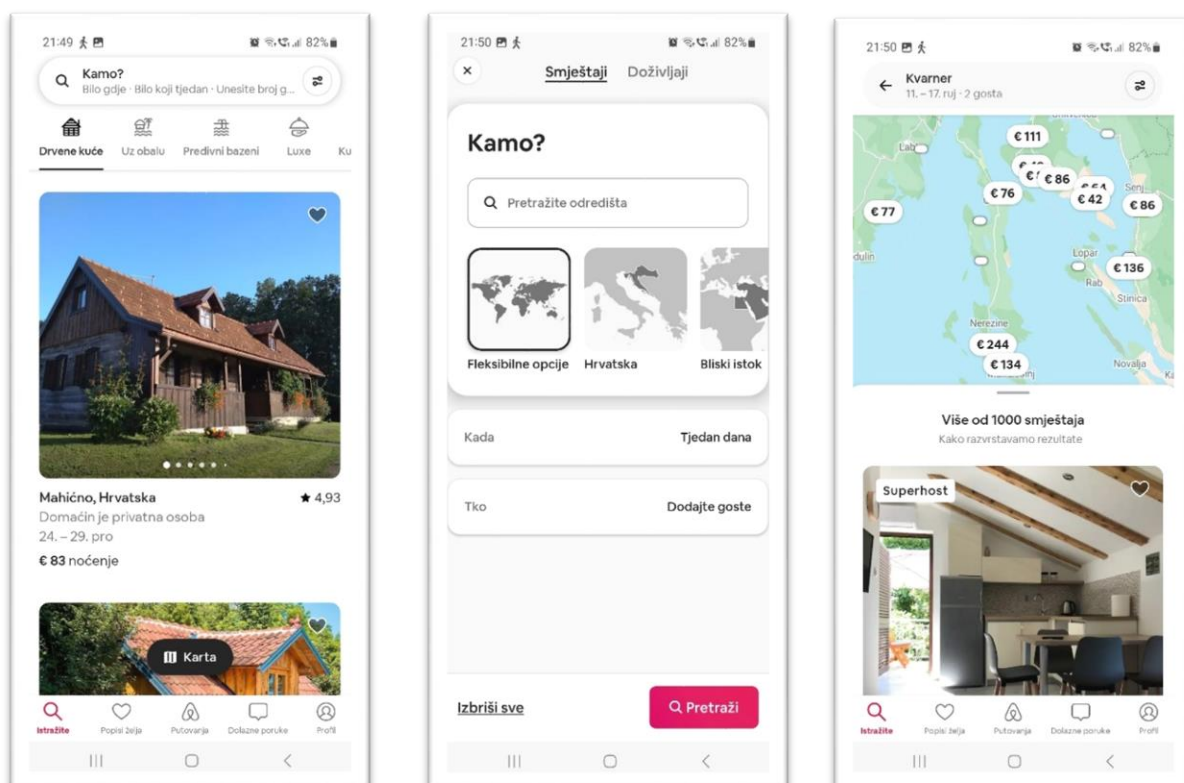 21:49
82%
Kamo?
Bilo gdje · Bilo koji tjedan · Unesite broj g...
Drvene kuće
Uz obalu
Predivni bazeni
Luxe
Ku
Mahićno, Hrvatska
★ 4,93
Domaćin je privatna osoba
24. – 29. pro
€ 83 noćenje
Karta
Istražite
Popisi želja
Putovanja
Dolazne poruke
Profil
21:50
82%
Smještaji
Doživljaji
Kamo?
Pretražite odredišta
Fleksibilne opcije
Hrvatska
Bliski istok
Kada
Tjedan dana
Tko
Dodajte goste
Izbriši sve
Pretraži
21:50
82%
Kvarner
11. – 17. ruj · 2 gosta
€ 111
Lab
€ 86
€ 76
Senj
€ 42
€ 86
€ 77
dulin
Lopar
€ 136
Rab
Stinica
Nerezine
€ 244
€ 134
Novalja
Ka
Više od 1000 smještaja
Kako razvrstavamo rezultate
Superhost
Istražite
Popisi želja
Putovanja
Dolazne poruke
Profil